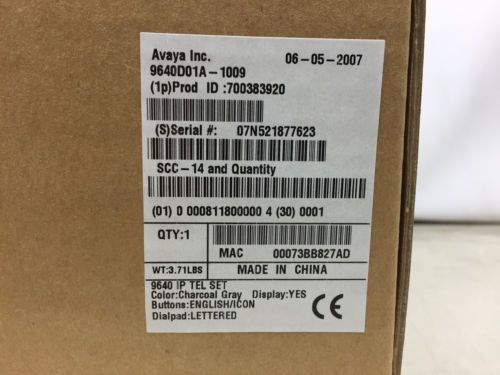 Avaya Inc. 06-05-2007
9640D01A-1009
(1p)Prod ID :700383920
(S)Serial #: 07N521877623
SCC-14 and Quantity
(01) 0 000811800000 4 (30) 0001
QTY:1
MAC 00073BB827AD
WT:3.71LBS MADE IN CHINA
9640 IP TEL SET
Color:Charcoal Gray Display:YES
Buttons:ENGLISH/ICON
Dialpad:LETTERED
CE